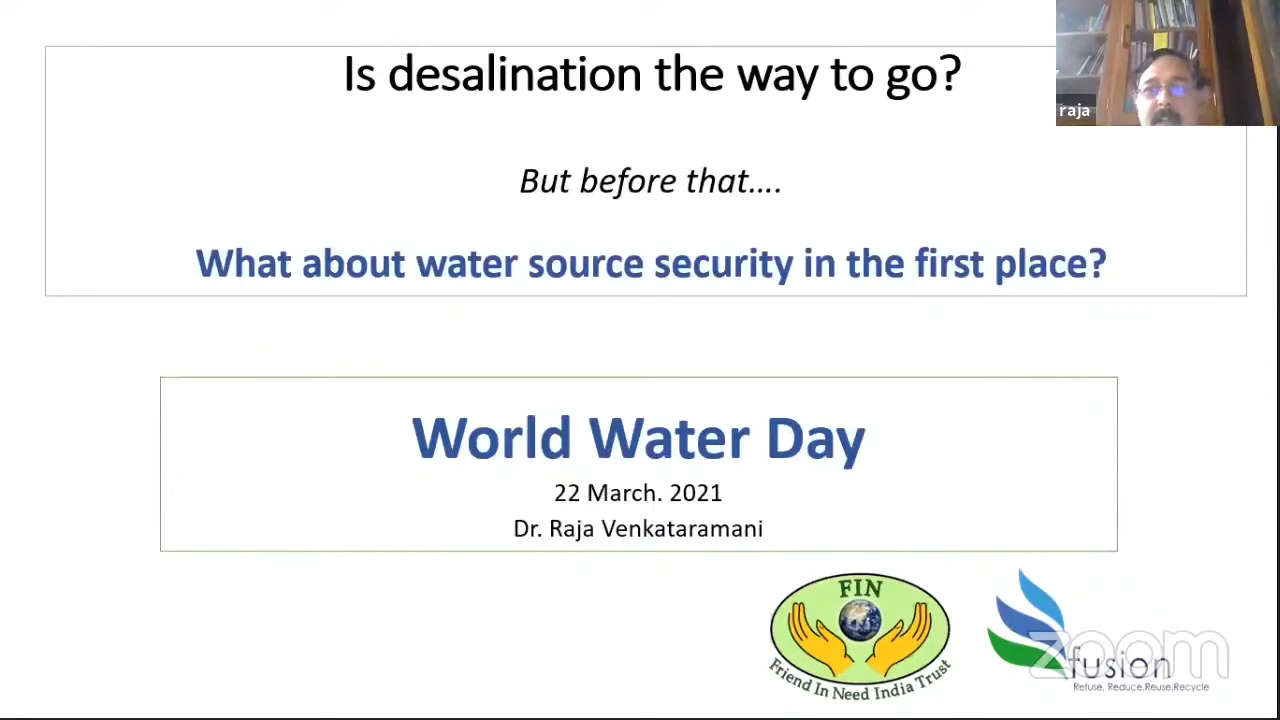 Is desalination the way to go?
raja
But before that....
What about water source security in the first place?
World Water Day
22 March. 2021
Dr. Raja Venkataramani
FIN
Friend In Need India Trust
zoom
fusion
Refuse, Reduce.Reuse.Recycle